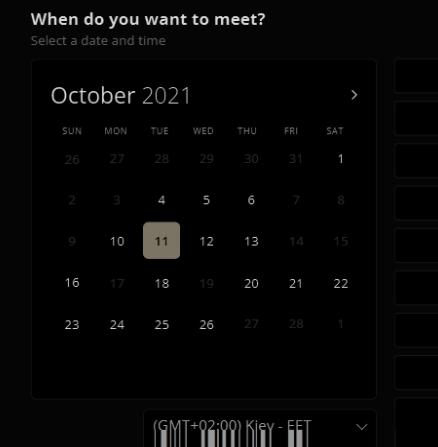 When do you want to meet?
Select a date and time
October 2021
SUN MON TUE WED THU FRI SAT
26 27 28 29 30 31 1
2 3 4 5 6 7 8
9 10 11 12 13 14 15
16 17 18 19 20 21 22
23 24 25 26 27 28 1
(GMT+02:00) Kiev - EET